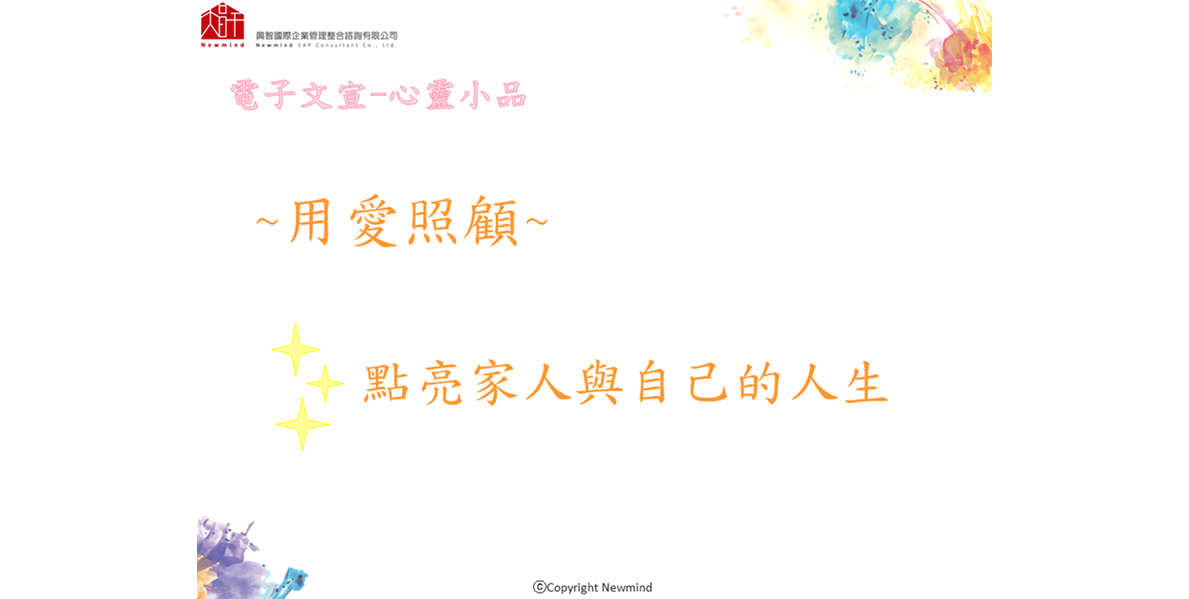 Newmind
興智國際企業管理整合諮詢有限公司
Newmind EAP Consultant Co., Ltd.
電子文宣-心靈小品
~用愛照顧~
點亮家人與自己的人生
ⓒCopyright Newmind